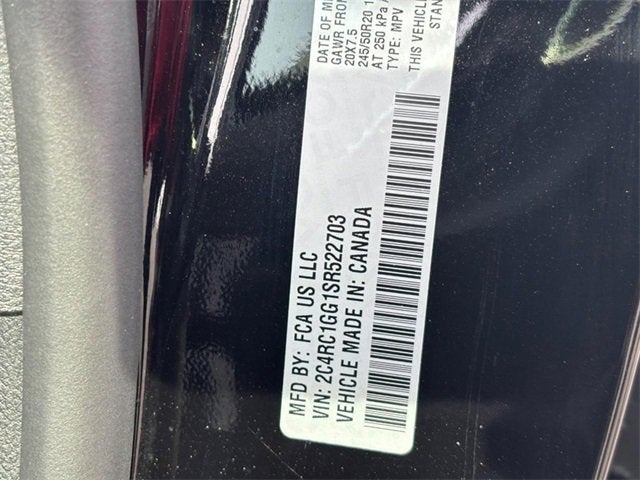 MFD BY: FCA US LLC
VIN: 2C4RC1GG1SR522703
VEHICLE MADE IN: CANADA
DATE OF M
GAWR FRON
20X7.5
245/50R20 1
AT 250 kPa
TYPE: MPV
THIS VEHICLE
STAN